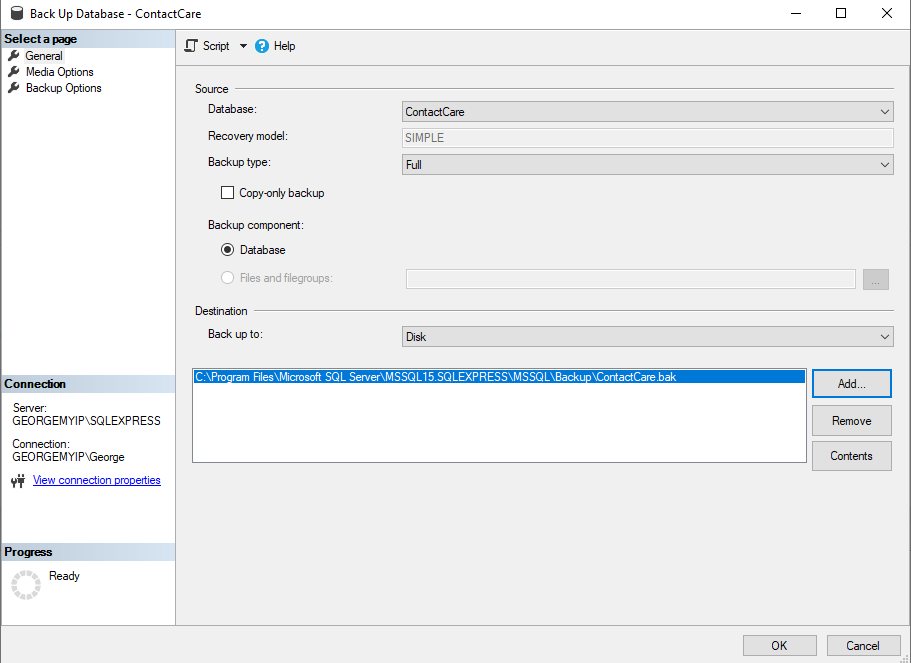 Back Up Database - ContactCare
Select a page
General
Media Options
Backup Options
Script
Help
Source
Database:
ContactCare
Recovery model:
SIMPLE
Backup type:
Full
Copy-only backup
Backup component:
Database
Files and filegroups:
...
Destination
Back up to:
Disk
C:\Program Files\Microsoft SQL Server\MSSQL15.SQLEXPRESS\MSSQL\Backup\ContactCare.bak
Add...
Remove
Contents
Connection
Server:
GEORGEMYIP\SQLEXPRESS
Connection:
GEORGEMYIP\George
View connection properties
Progress
Ready
OK
Cancel